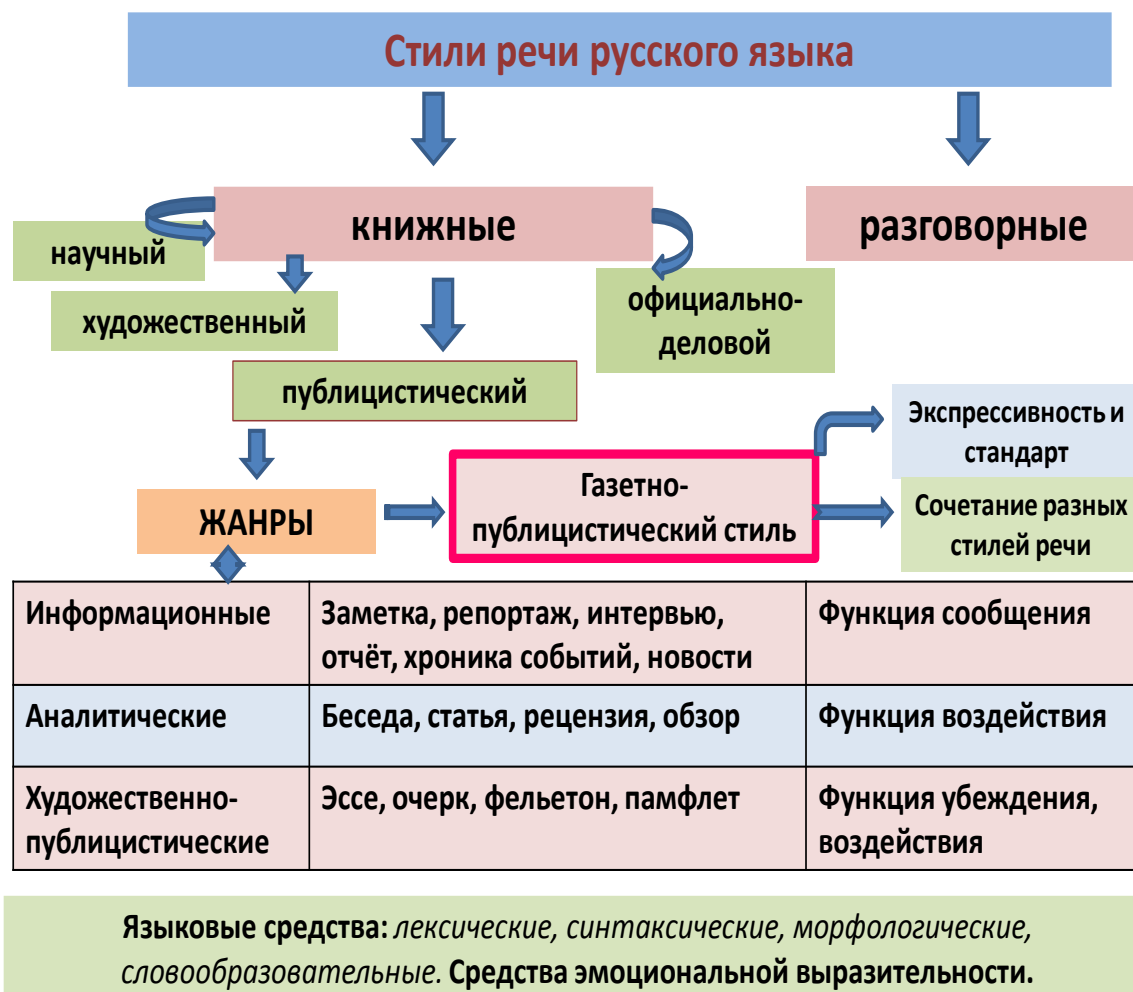 Стили речи русского языка
книжные
разговорные
научный
художественный
официально-
деловой
публицистический
Экспрессивность и
стандарт
Газетно-
публицистический стиль
ЖАНРЫ
Сочетание разных
стилей речи
Информационные
Заметка, репортаж, интервью,
отчёт, хроника событий, новости
Функция сообщения
Аналитические
Беседа, статья, рецензия, обзор
Функция воздействия
Художественно-
публицистические
Эссе, очерк, фельетон, памфлет
Функция убеждения,
воздействия
Языковые средства: лексические, синтаксические, морфологические,
словообразовательные. Средства эмоциональной выразительности.